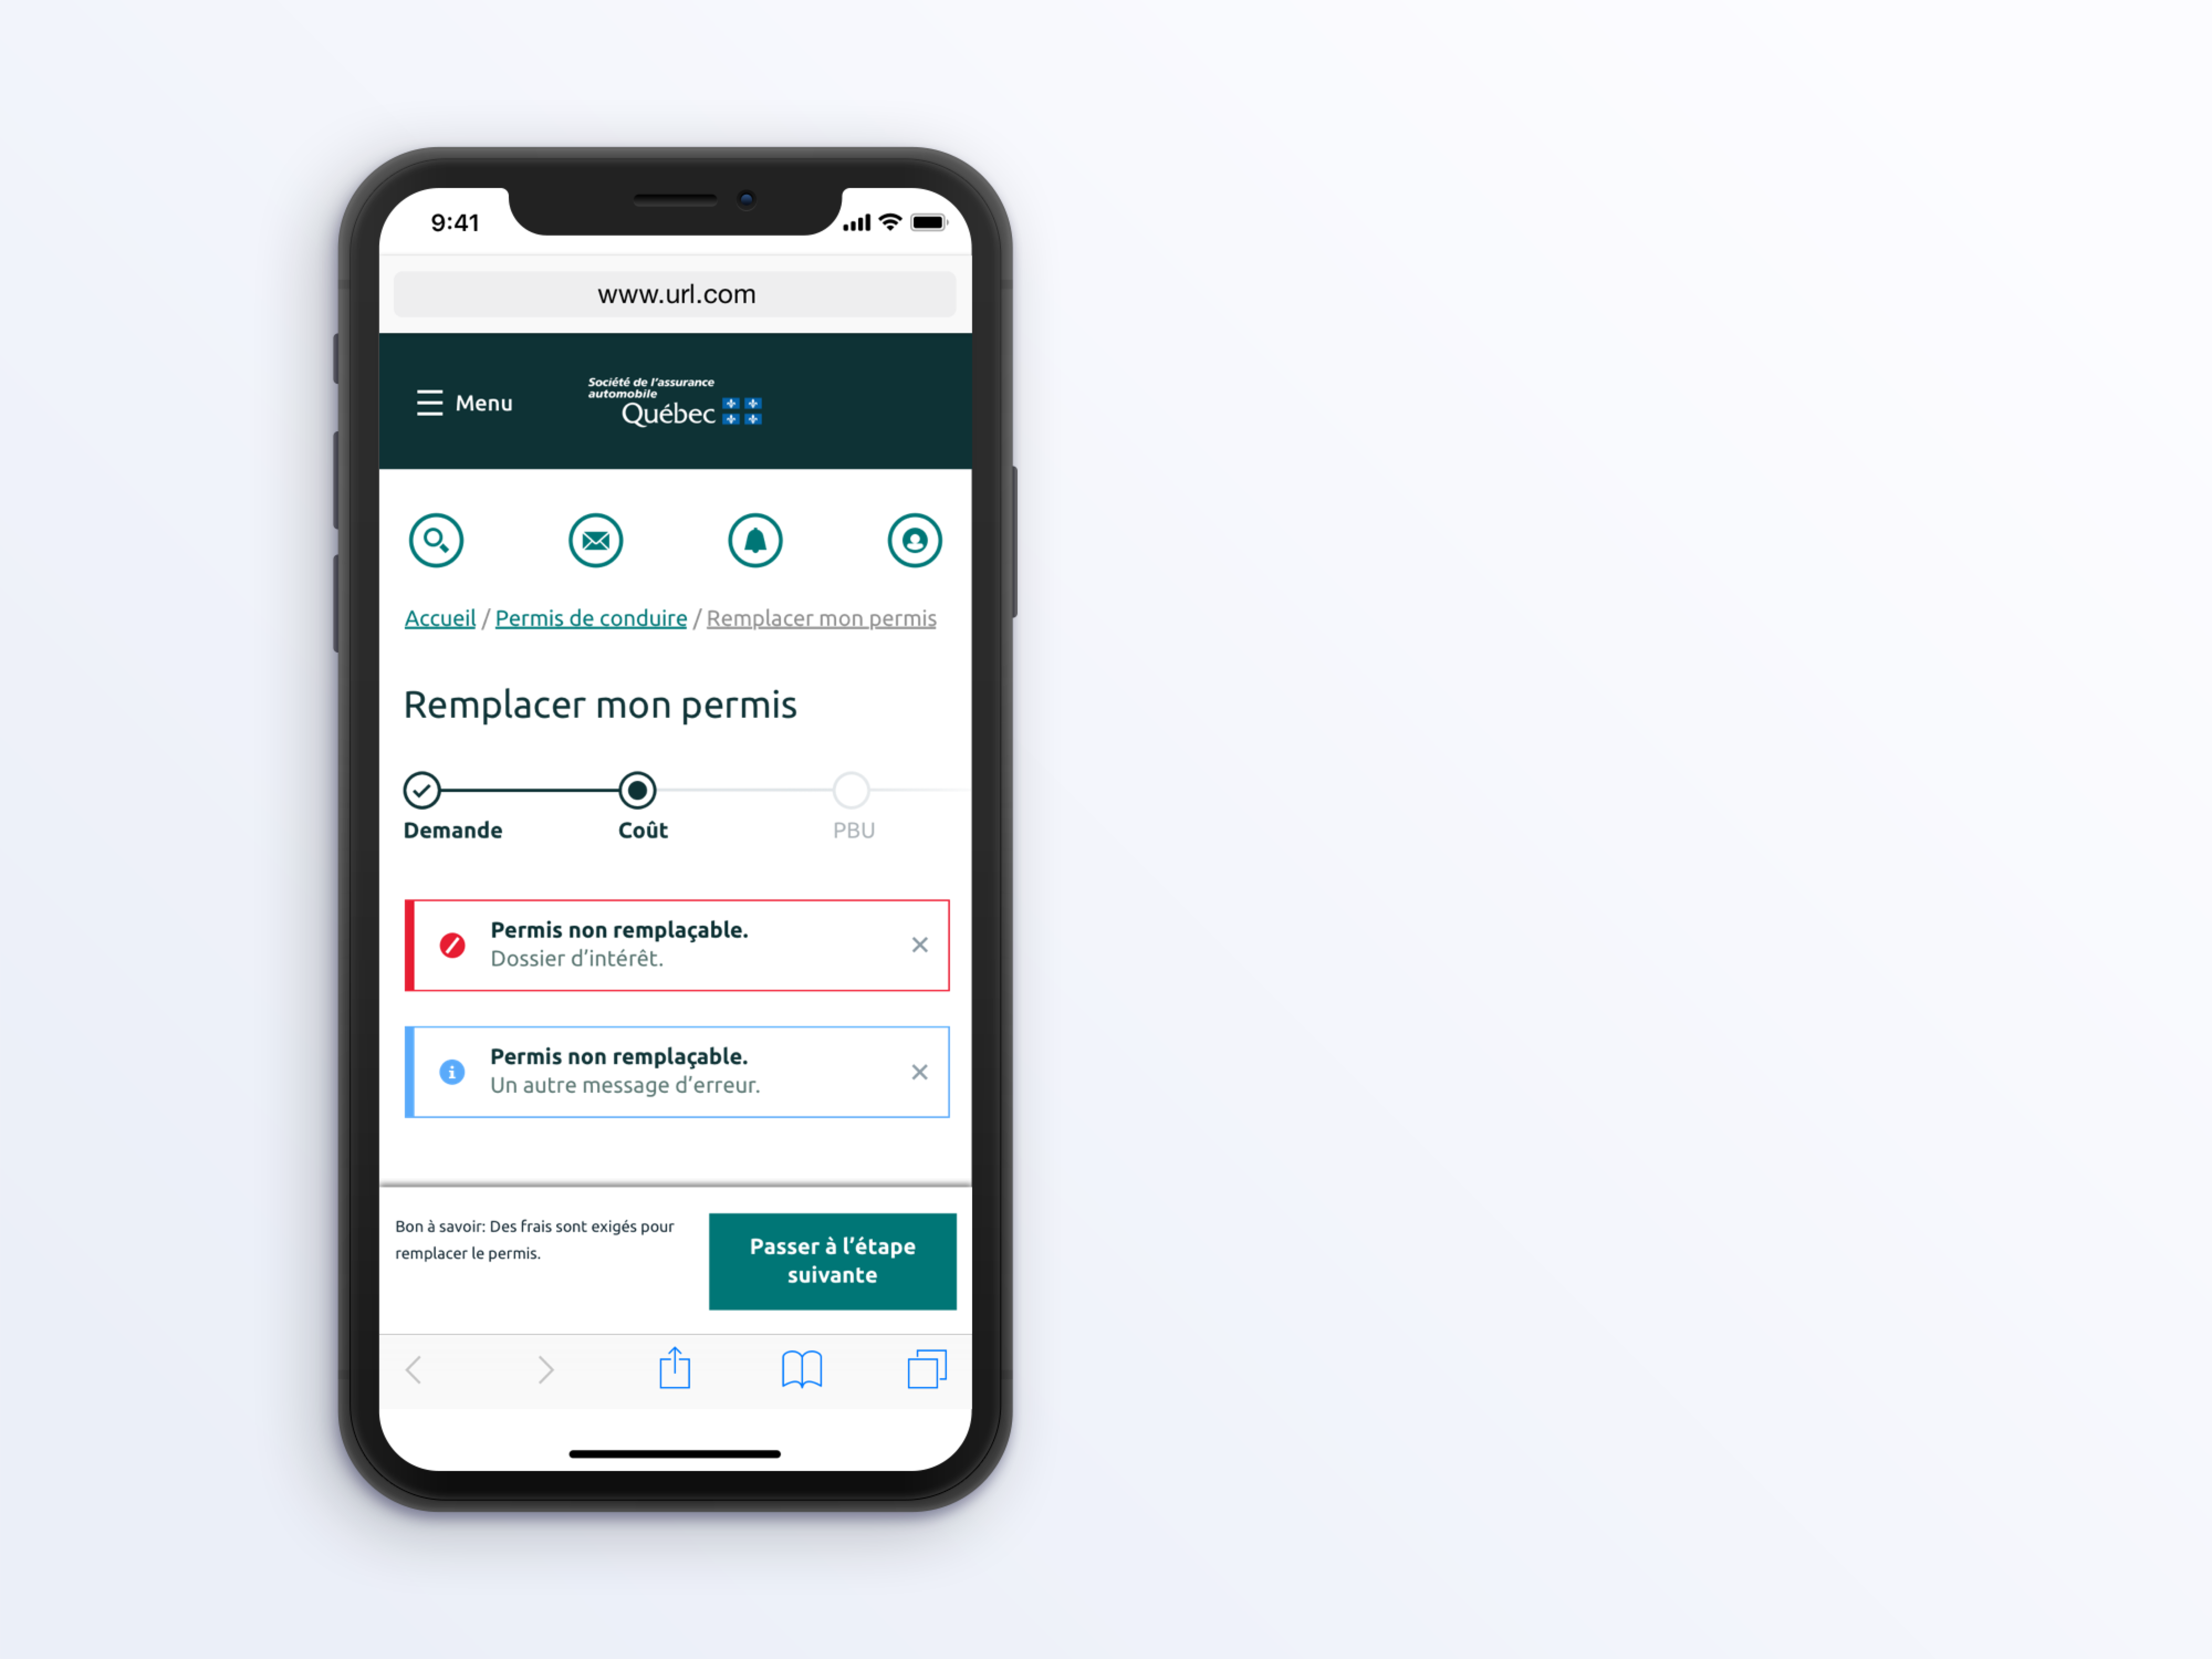 9:41
www.url.com
Menu
Société de l'assurance
automobile
Québec
Accueil / Permis de conduire / Remplacer mon permis
Remplacer mon permis
Demande Coût PBU
Permis non remplaçable.
Dossier d’intérêt.
Permis non remplaçable.
Un autre message d’erreur.
Bon à savoir: Des frais sont exigés pour
remplacer le permis.
Passer à l’étape
suivante